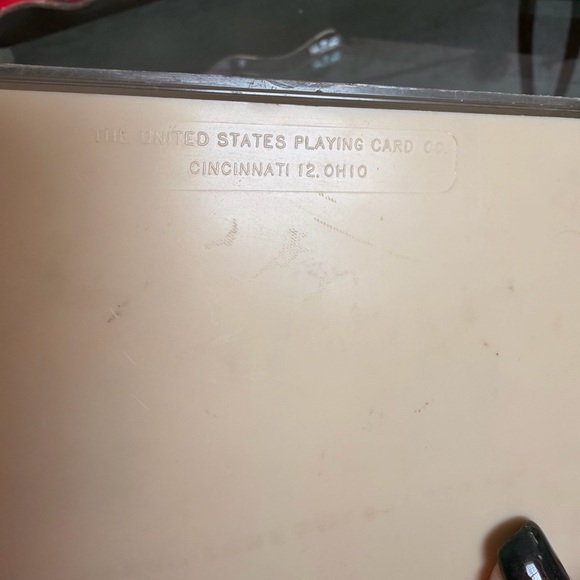 THE UNITED STATES PLAYING CARD CO.
CINCINNATI 12, OHIO